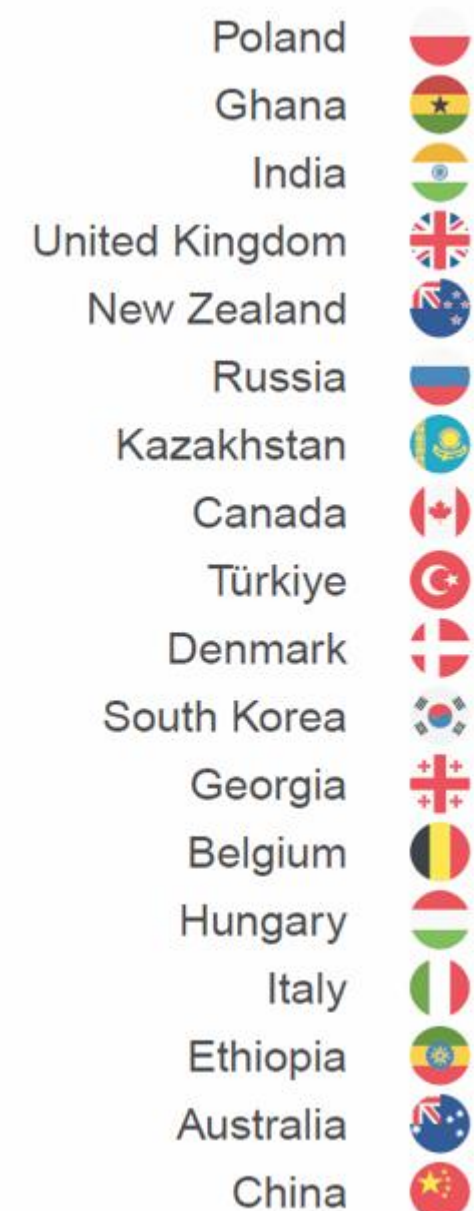 Poland
Ghana
India
United Kingdom
New Zealand
Russia
Kazakhstan
Canada
Türkiye
Denmark
South Korea
Georgia
Belgium
Hungary
Italy
Ethiopia
Australia
China